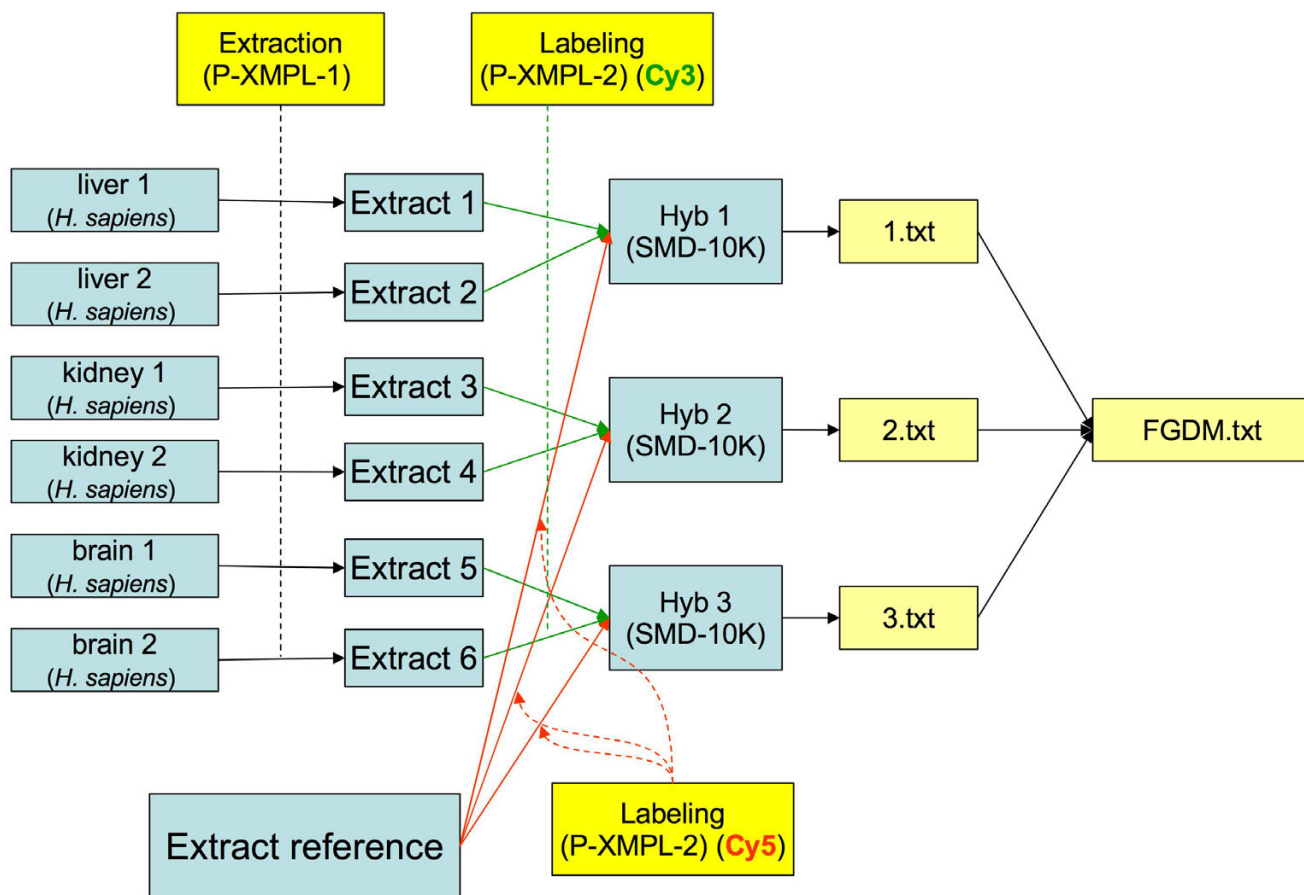 Extraction
(P-XMPL-1)
Labeling
(P-XMPL-2) (Cy3)
liver 1
(H. sapiens)
Extract 1
liver 2
(H. sapiens)
Extract 2
Hyb 1
(SMD-10K)
1.txt
kidney 1
(H. sapiens)
Extract 3
kidney 2
(H. sapiens)
Extract 4
Hyb 2
(SMD-10K)
2.txt
FGDM.txt
brain 1
(H. sapiens)
Extract 5
brain 2
(H. sapiens)
Extract 6
Hyb 3
(SMD-10K)
3.txt
Extract reference
Labeling
(P-XMPL-2) (Cy5)